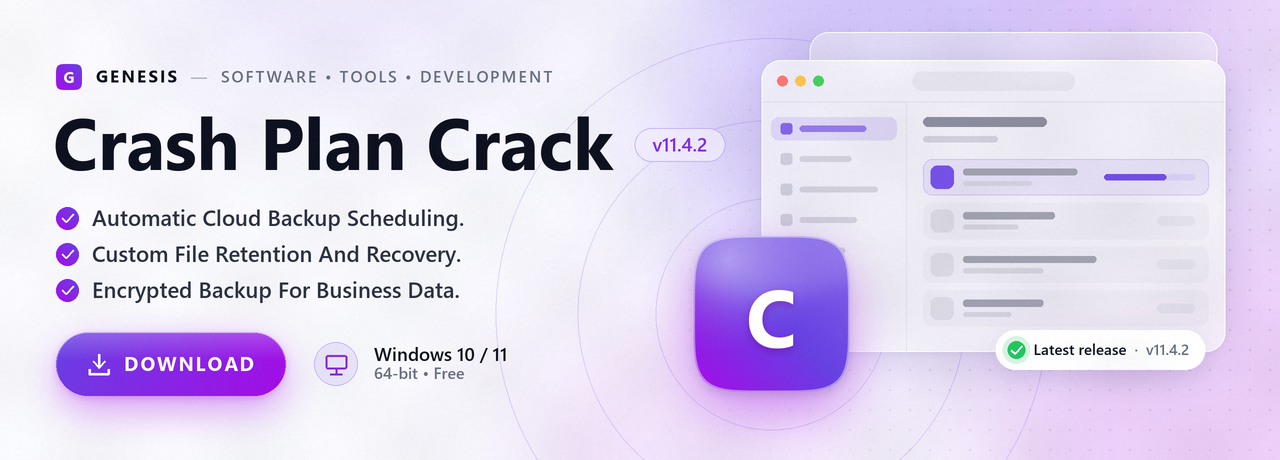 G GENESIS — SOFTWARE • TOOLS • DEVELOPMENT
Crash Plan Crack v11.4.2
Automatic Cloud Backup Scheduling.
Custom File Retention And Recovery.
Encrypted Backup For Business Data.
DOWNLOAD
Windows 10 / 11
64-bit • Free
C
Latest release · v11.4.2